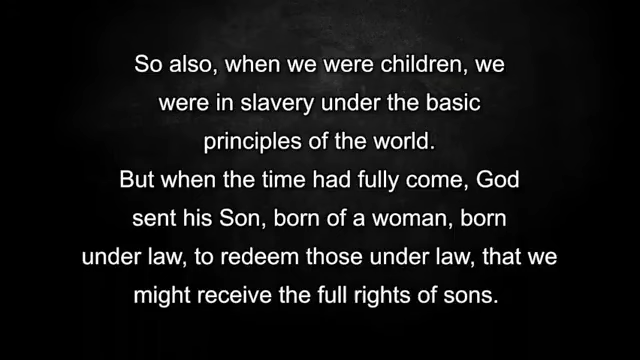 So also, when we were children, we
were in slavery under the basic
principles of the world.
But when the time had fully come, God
sent his Son, born of a woman, born
under law, to redeem those under law, that we
might receive the full rights of sons.